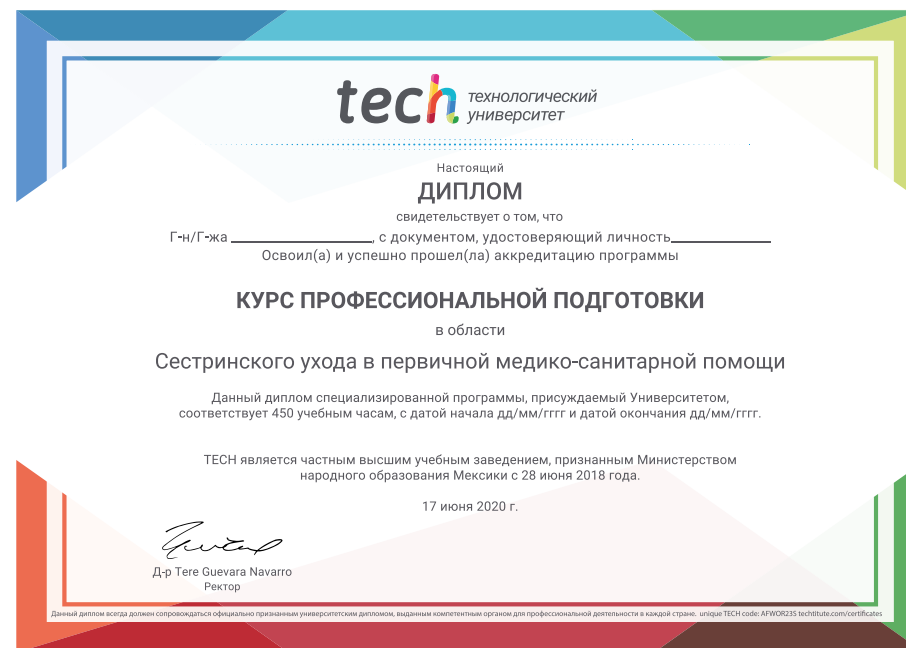 tech технологический
университет
Настоящий
ДИПЛОМ
свидетельствует о том, что
Г-н/Г-жа , с документом, удостоверяющий личность
Освоил(а) и успешно прошел(ла) аккредитацию программы
КУРС ПРОФЕССИОНАЛЬНОЙ ПОДГОТОВКИ
в области
Сестринского ухода в первичной медико-санитарной помощи
Данный диплом специализированной программы, присуждаемый Университетом,
соответствует 450 учебным часам, с датой начала дд/мм/гггг и датой окончания дд/мм/гггг.
TECH является частным высшим учебным заведением, признанным Министерством
народного образования Мексики с 28 июня 2018 года.
17 июня 2020 г.
Д-р Tere Guevara Navarro
Ректор
Данный диплом всегда должен сопровождаться официально признанным университетским дипломом, выданным компетентным органом для профессиональной деятельности в каждой стране. unique TECH code: AFWOR23S techtitute.com/certificates